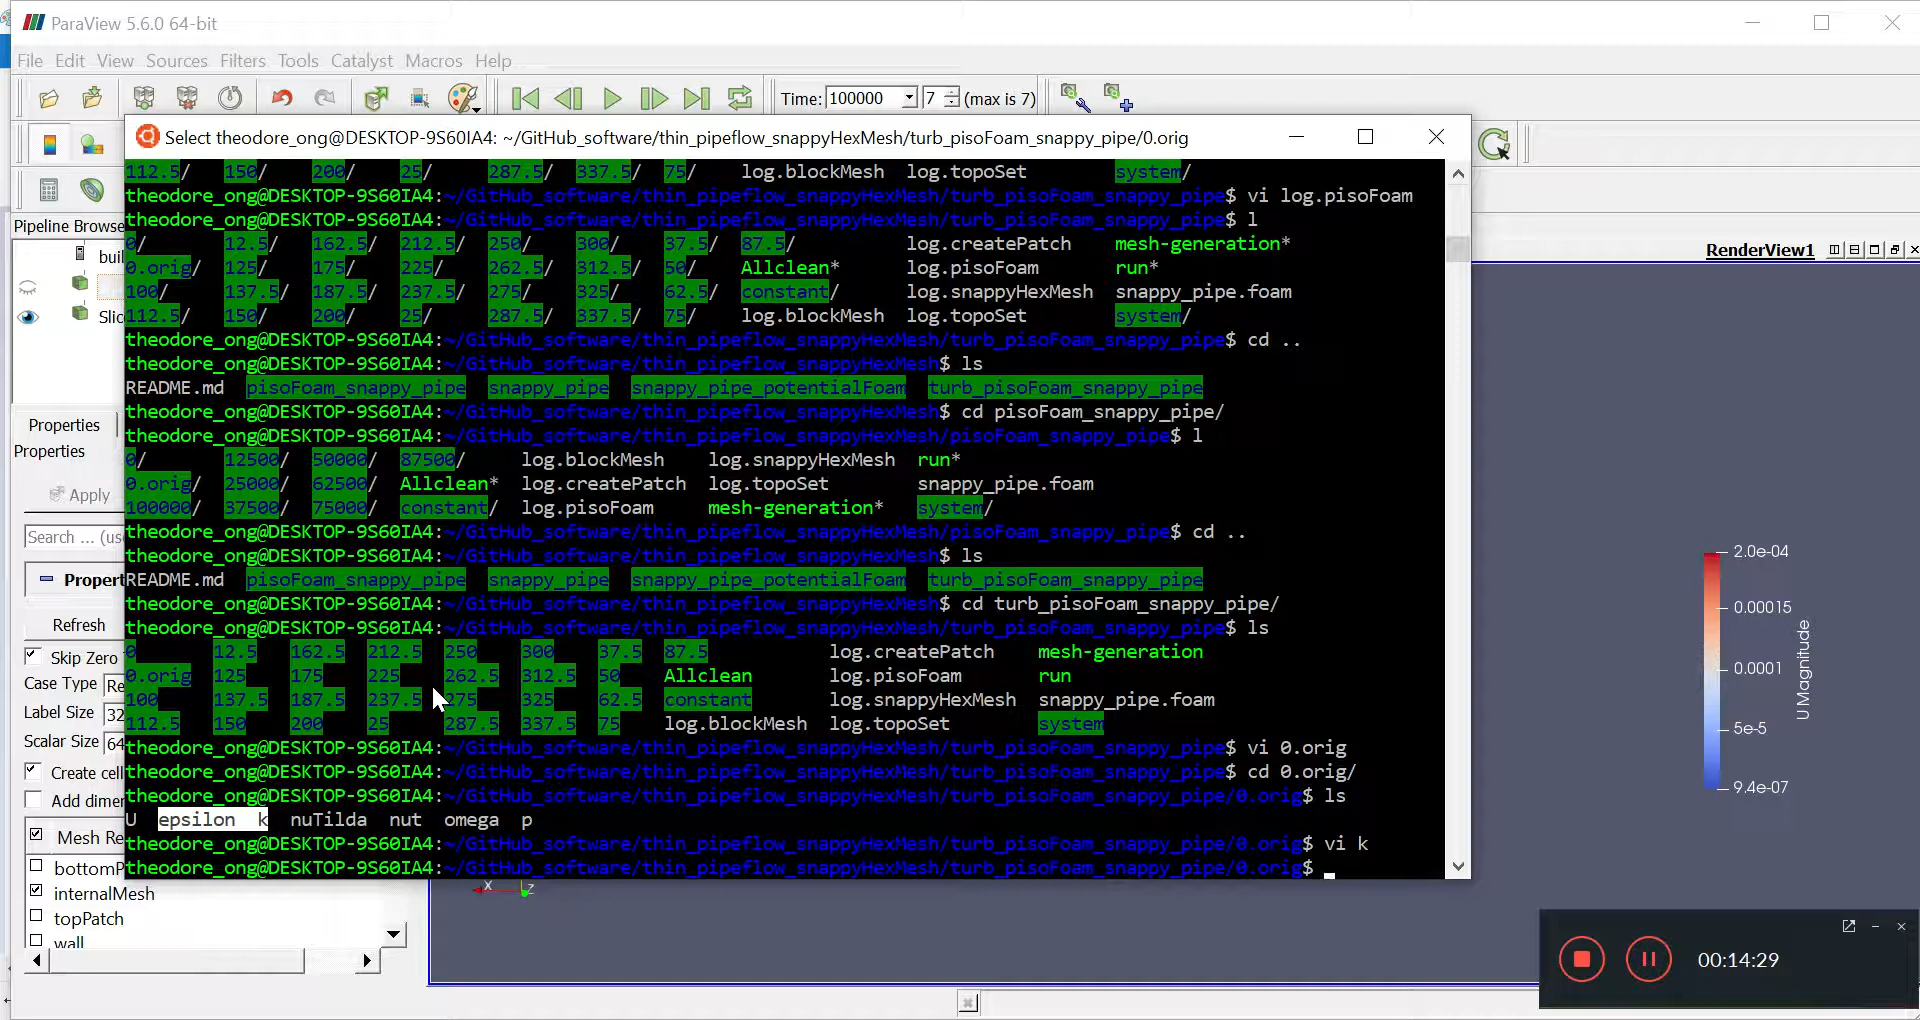 ParaView 5.6.0 64-bit
File Edit View Sources Filters Tools Catalyst Macros Help
Time: 100000 7 (max is 7)
Select theodore_ong@DESKTOP-9S60IA4: ~/GitHub_software/thin_pipeflow_snappyHexMesh/turb_pisoFoam_snappy_pipe/0.orig
112.5/ 150/ 200/ 25/ 287.5/ 337.5/ 75/ log.blockMesh log.topoSet system/
theodore_ong@DESKTOP-9S60IA4:~/GitHub_software/thin_pipeflow_snappyHexMesh/turb_pisoFoam_snappy_pipe$ vi log.pisoFoam
theodore_ong@DESKTOP-9S60IA4:~/GitHub_software/thin_pipeflow_snappyHexMesh/turb_pisoFoam_snappy_pipe$ l
0/ 12.5/ 162.5/ 212.5/ 250/ 300/ 37.5/ 87.5/ log.createPatch mesh-generation*
0.orig/ 125/ 175/ 225/ 262.5/ 312.5/ 50/ Allclean* log.pisoFoam run*
100/ 137.5/ 187.5/ 237.5/ 275/ 325/ 62.5/ constant/ log.snappyHexMesh snappy_pipe.foam
112.5/ 150/ 200/ 25/ 287.5/ 337.5/ 75/ log.blockMesh log.topoSet system/
theodore_ong@DESKTOP-9S60IA4:~/GitHub_software/thin_pipeflow_snappyHexMesh/turb_pisoFoam_snappy_pipe$ cd ..
theodore_ong@DESKTOP-9S60IA4:~/GitHub_software/thin_pipeflow_snappyHexMesh$ ls
README.md pisoFoam_snappy_pipe snappy_pipe snappy_pipe_potentialFoam turb_pisoFoam_snappy_pipe
theodore_ong@DESKTOP-9S60IA4:~/GitHub_software/thin_pipeflow_snappyHexMesh$ cd pisoFoam_snappy_pipe/
theodore_ong@DESKTOP-9S60IA4:~/GitHub_software/thin_pipeflow_snappyHexMesh/pisoFoam_snappy_pipe$ l
0/ 12500/ 50000/ 87500/ log.blockMesh log.snappyHexMesh run*
0.orig/ 25000/ 62500/ Allclean* log.createPatch log.topoSet snappy_pipe.foam
100000/ 37500/ 75000/ constant/ log.pisoFoam mesh-generation* system/
theodore_ong@DESKTOP-9S60IA4:~/GitHub_software/thin_pipeflow_snappyHexMesh/pisoFoam_snappy_pipe$ cd ..
theodore_ong@DESKTOP-9S60IA4:~/GitHub_software/thin_pipeflow_snappyHexMesh$ ls
README.md pisoFoam_snappy_pipe snappy_pipe snappy_pipe_potentialFoam turb_pisoFoam_snappy_pipe
theodore_ong@DESKTOP-9S60IA4:~/GitHub_software/thin_pipeflow_snappyHexMesh$ cd turb_pisoFoam_snappy_pipe/
theodore_ong@DESKTOP-9S60IA4:~/GitHub_software/thin_pipeflow_snappyHexMesh/turb_pisoFoam_snappy_pipe$ ls
0 12.5 162.5 212.5 250 300 37.5 87.5 log.createPatch mesh-generation
0.orig 125 175 225 262.5 312.5 50 Allclean log.pisoFoam run
100 137.5 187.5 237.5 275 325 62.5 constant log.snappyHexMesh snappy_pipe.foam
112.5 150 200 25 287.5 337.5 75 log.blockMesh log.topoSet system
theodore_ong@DESKTOP-9S60IA4:~/GitHub_software/thin_pipeflow_snappyHexMesh/turb_pisoFoam_snappy_pipe$ vi 0.orig
theodore_ong@DESKTOP-9S60IA4:~/GitHub_software/thin_pipeflow_snappyHexMesh/turb_pisoFoam_snappy_pipe$ cd 0.orig/
theodore_ong@DESKTOP-9S60IA4:~/GitHub_software/thin_pipeflow_snappyHexMesh/turb_pisoFoam_snappy_pipe/0.orig$ ls
U epsilon k nuTilda nut omega p
theodore_ong@DESKTOP-9S60IA4:~/GitHub_software/thin_pipeflow_snappyHexMesh/turb_pisoFoam_snappy_pipe/0.orig$ vi k
theodore_ong@DESKTOP-9S60IA4:~/GitHub_software/thin_pipeflow_snappyHexMesh/turb_pisoFoam_snappy_pipe/0.orig$
Pipeline Browse
buil
Slic
Properties
Properties
Apply
Search ... (use
Propert
Refresh
Skip Zero
Case Type Re
Label Size 32
Scalar Size 64
Create cell
Add dimen
Mesh Re
bottomP
internalMesh
topPatch
wall
RenderView1
2.0e-04
0.00015
0.0001
5e-5
9.4e-07
U Magnitude
X
Z
00:14:29